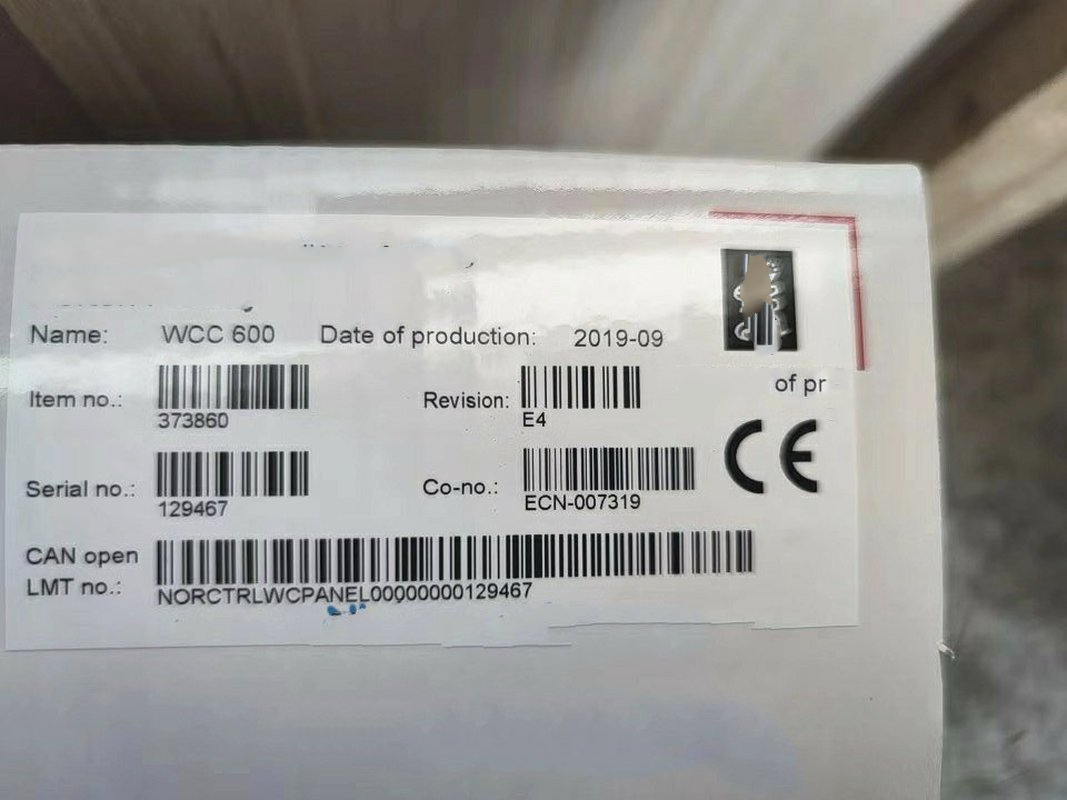 Name: WCC 600 Date of production: 2019-09
of pr
Item no.: 373860 Revision: E4
CE
Serial no.: 129467 Co-no.: ECN-007319
CAN open
LMT no.: NORCTRLWCPANEL00000000129467